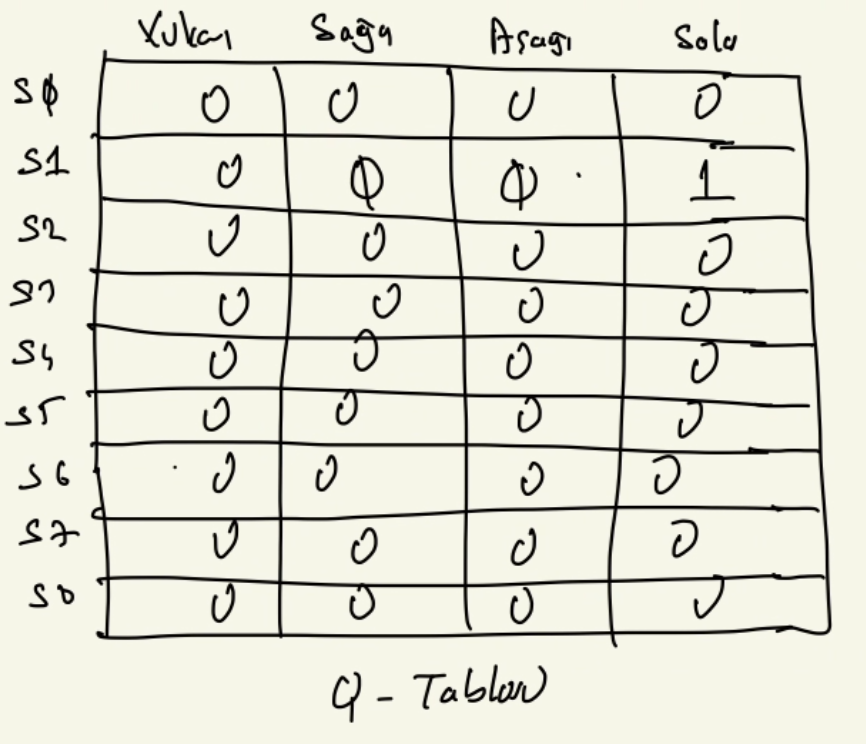 Yukarı Sağa Aşağı Sola
S0 0 0 0 0
S1 0 0 0 1
S2 0 0 0 0
S3 0 0 0 0
S4 0 0 0 0
S5 0 0 0 0
S6 0 0 0 0
S7 0 0 0 0
S8 0 0 0 0
Q - Tablosu